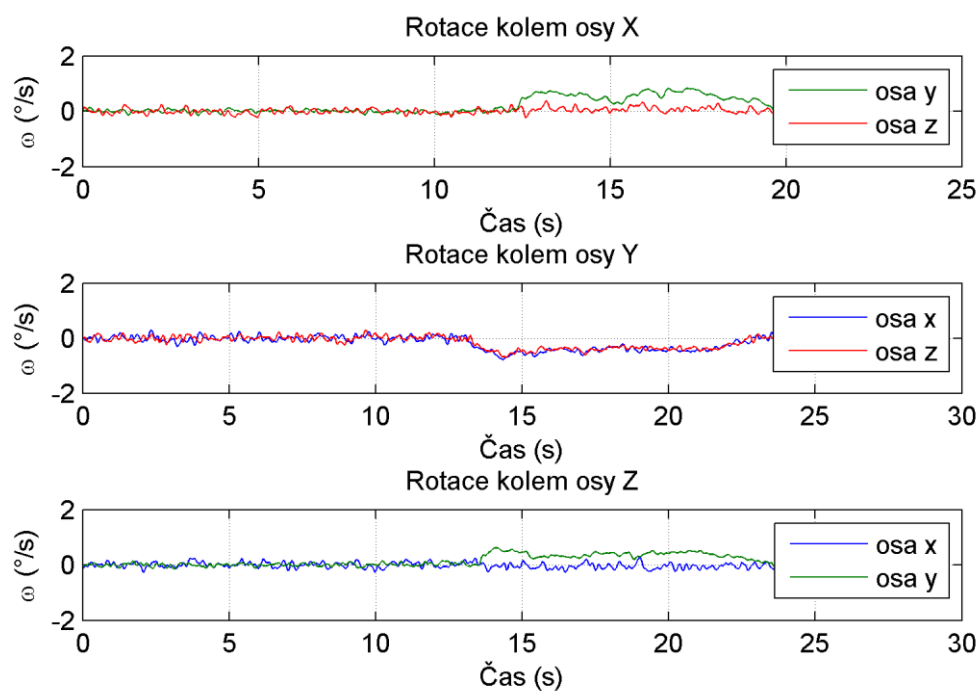 Rotace kolem osy X
2
0
-2
ω (°/s)
osa y
osa z
0 5 10 15 20 25
Čas (s)
Rotace kolem osy Y
2
0
-2
ω (°/s)
osa x
osa z
0 5 10 15 20 25 30
Čas (s)
Rotace kolem osy Z
2
0
-2
ω (°/s)
osa x
osa y
0 5 10 15 20 25 30
Čas (s)